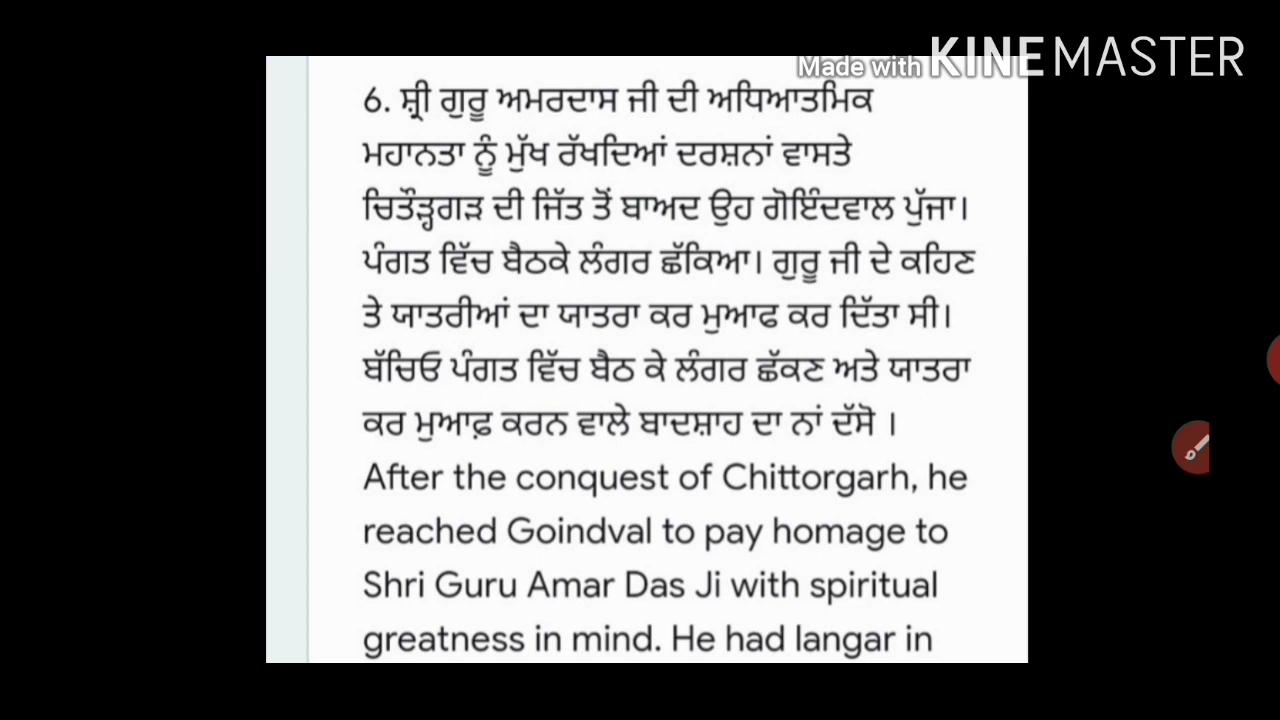 Made with KINEMASTER
6. ਸ਼੍ਰੀ ਗੁਰੂ ਅਮਰਦਾਸ ਜੀ ਦੀ ਅਧਿਆਤਮਿਕ
ਮਹਾਨਤਾ ਨੂੰ ਮੁੱਖ ਰੱਖਦਿਆਂ ਦਰਸ਼ਨਾਂ ਵਾਸਤੇ
ਚਿਤੌੜ੍ਹਗੜ ਦੀ ਜਿੱਤ ਤੋਂ ਬਾਅਦ ਉਹ ਗੋਇੰਦਵਾਲ ਪੁੱਜਾ।
ਪੰਗਤ ਵਿੱਚ ਬੈਠਕੇ ਲੰਗਰ ਛੱਕਿਆ। ਗੁਰੂ ਜੀ ਦੇ ਕਹਿਣ
ਤੇ ਯਾਤਰੀਆਂ ਦਾ ਯਾਤਰਾ ਕਰ ਮੁਆਫ ਕਰ ਦਿੱਤਾ ਸੀ।
ਬੱਚਿਓ ਪੰਗਤ ਵਿੱਚ ਬੈਠ ਕੇ ਲੰਗਰ ਛੱਕਣ ਅਤੇ ਯਾਤਰਾ
ਕਰ ਮੁਆਫ਼ ਕਰਨ ਵਾਲੇ ਬਾਦਸ਼ਾਹ ਦਾ ਨਾਂ ਦੱਸੋ ।
After the conquest of Chittorgarh, he
reached Goindval to pay homage to
Shri Guru Amar Das Ji with spiritual
greatness in mind. He had langar in